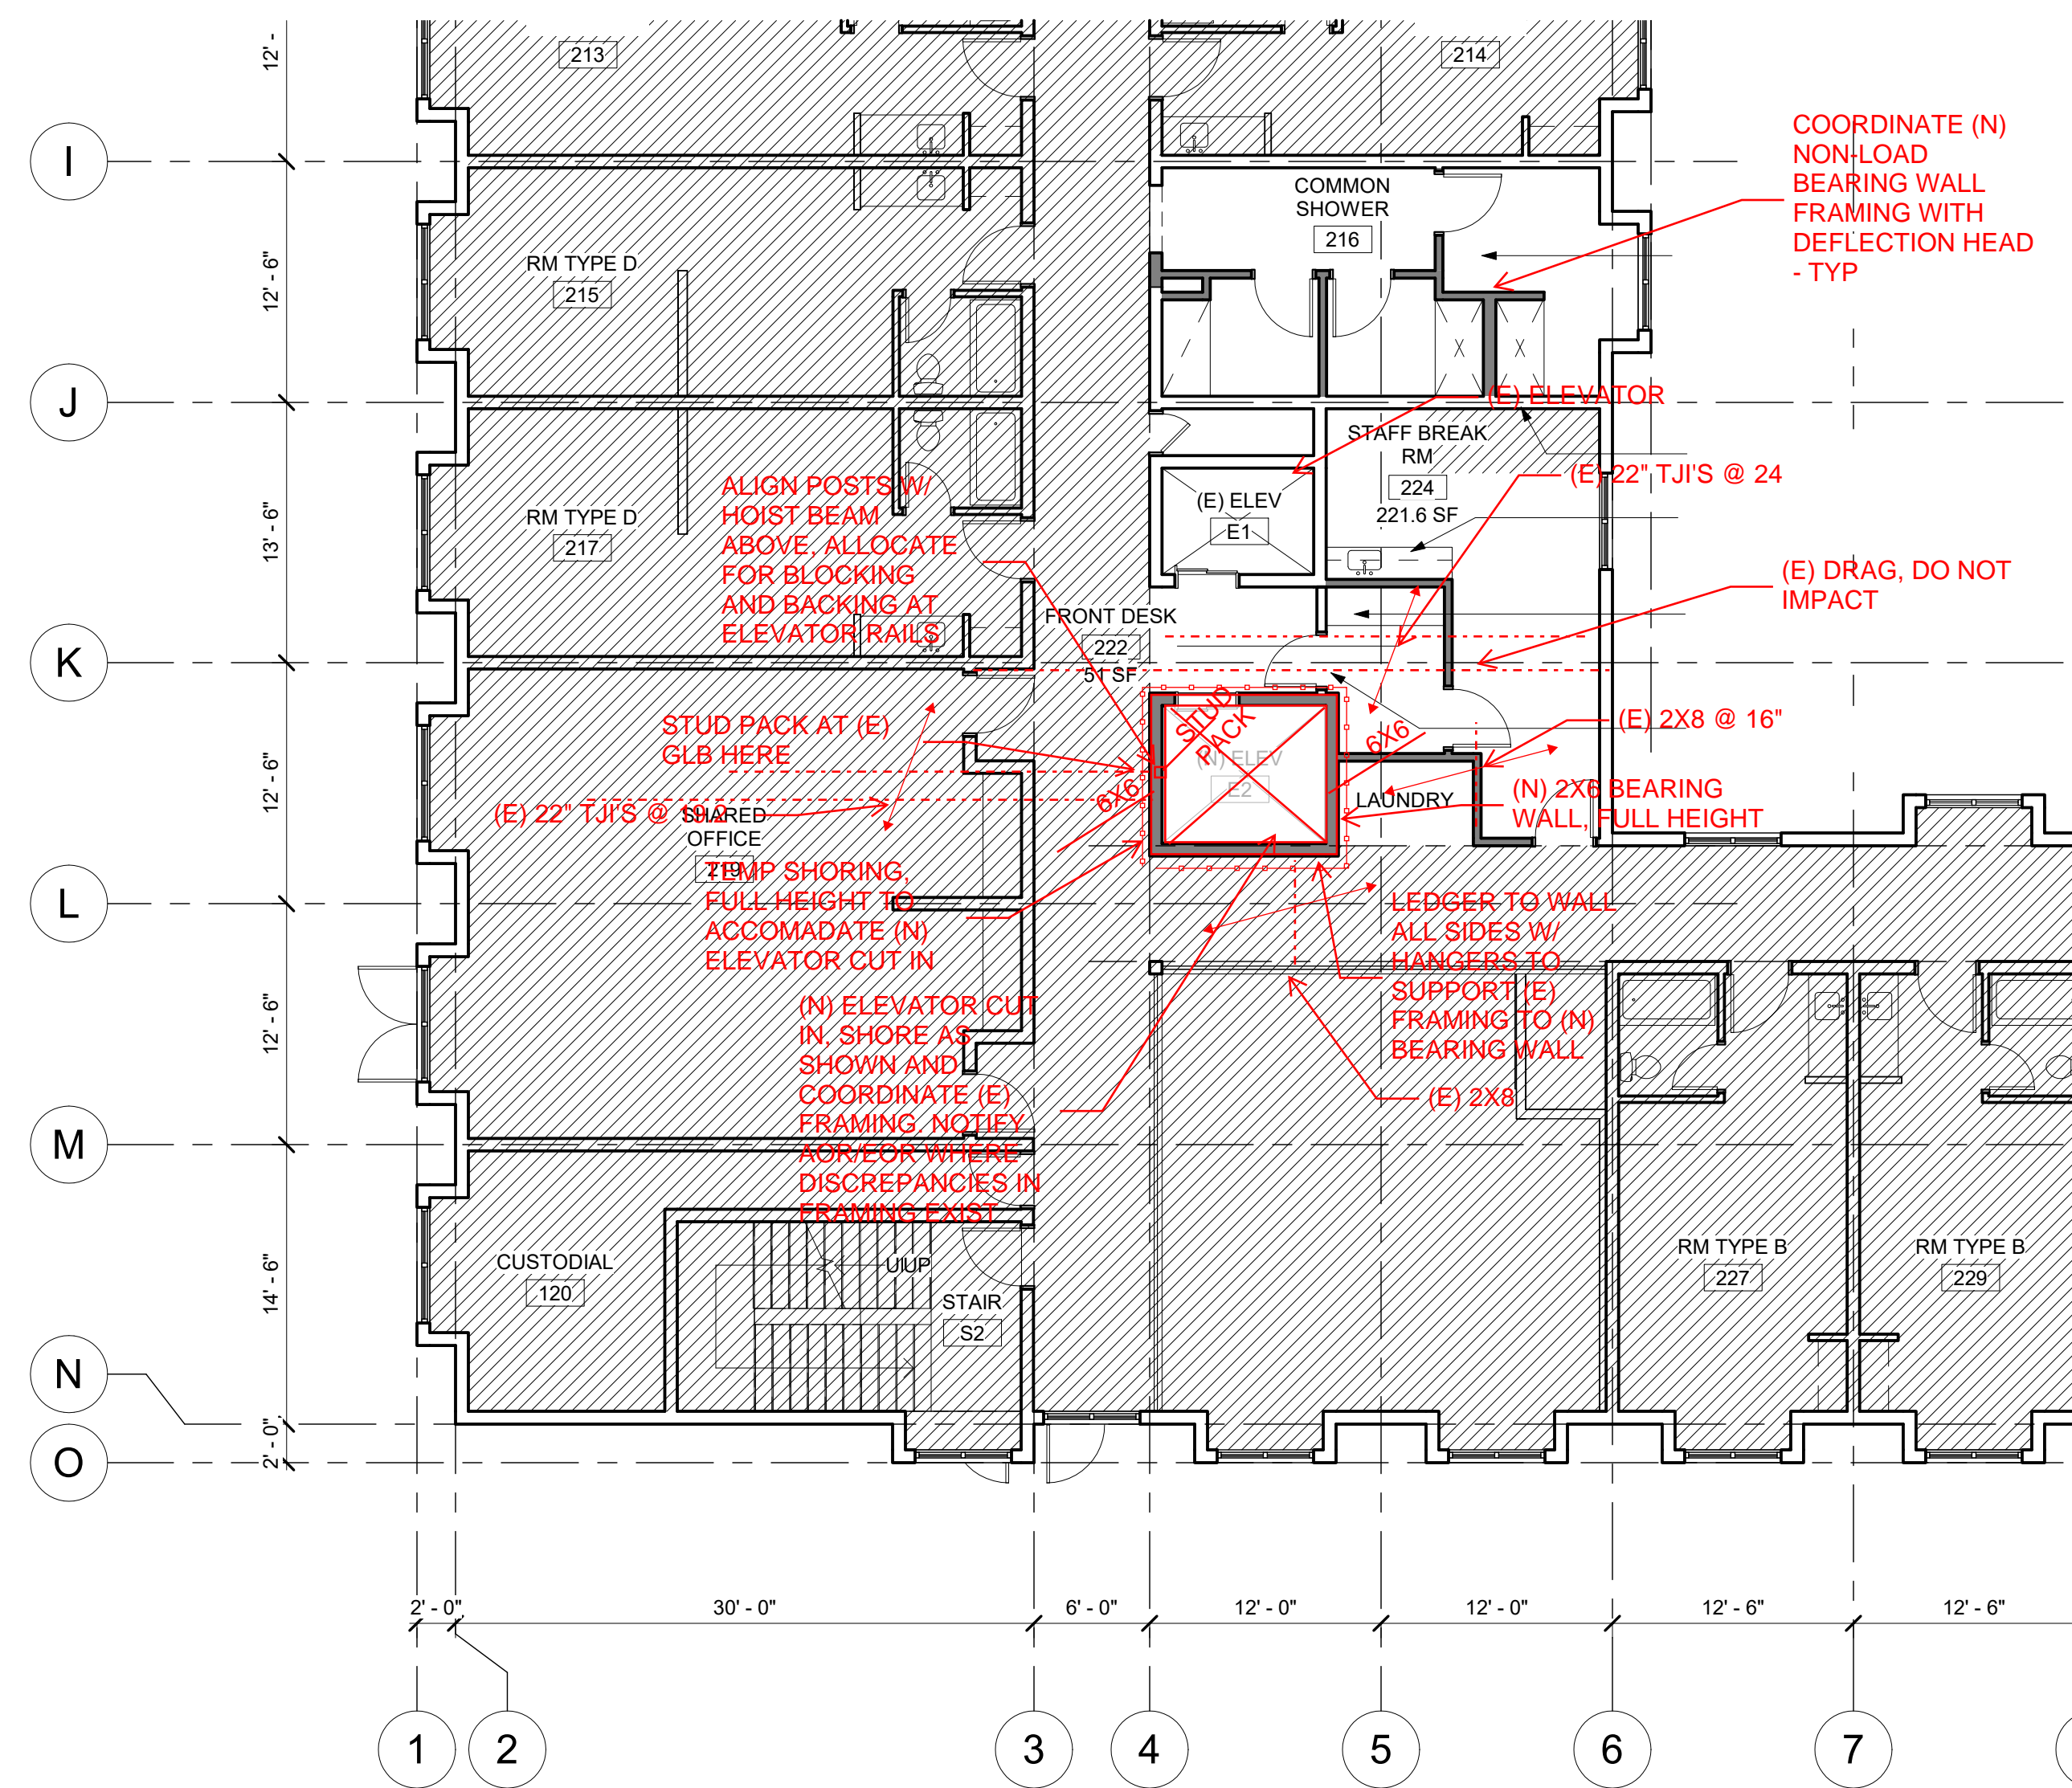 12' -
213
214
I
COORDINATE (N)
NON-LOAD
BEARING WALL
FRAMING WITH
DEFLECTION HEAD
- TYP
COMMON
SHOWER
216
12' - 6"
RM TYPE D
215
J
(E) ELEVATOR
STAFF BREAK
RM
224
221.6 SF
(E) 22" TJI'S @ 24
ALIGN POSTS W/
HOIST BEAM
ABOVE, ALLOCATE
FOR BLOCKING
AND BACKING AT
ELEVATOR RAILS
(E) ELEV
E1
13' - 6"
RM TYPE D
217
(E) DRAG, DO NOT
IMPACT
FRONT DESK
222
51 SF
K
STUD
PACK
6X6
(E) 2X8 @ 16"
STUD PACK AT (E)
GLB HERE
(N) ELEV
E2
12' - 6"
6X6
LAUNDRY
(N) 2X6 BEARING
WALL, FULL HEIGHT
(E) 22" TJI'S @ 19.2
SHARED
OFFICE
219
TEMP SHORING,
FULL HEIGHT TO
ACCOMADATE (N)
ELEVATOR CUT IN
L
LEDGER TO WALL
ALL SIDES W/
HANGERS TO
SUPPORT (E)
FRAMING TO (N)
BEARING WALL
12' - 6"
(N) ELEVATOR CUT
IN, SHORE AS
SHOWN AND
COORDINATE (E)
FRAMING. NOTIFY
AOR/EOR WHERE
DISCREPANCIES IN
FRAMING EXIST
(E) 2X8
M
14' - 6"
CUSTODIAL
120
UP
STAIR
S2
RM TYPE B
227
RM TYPE B
229
N
2' - 0"
O
2' - 0"
30' - 0"
6' - 0"
12' - 0"
12' - 0"
12' - 6"
12' - 6"
1
2
3
4
5
6
7